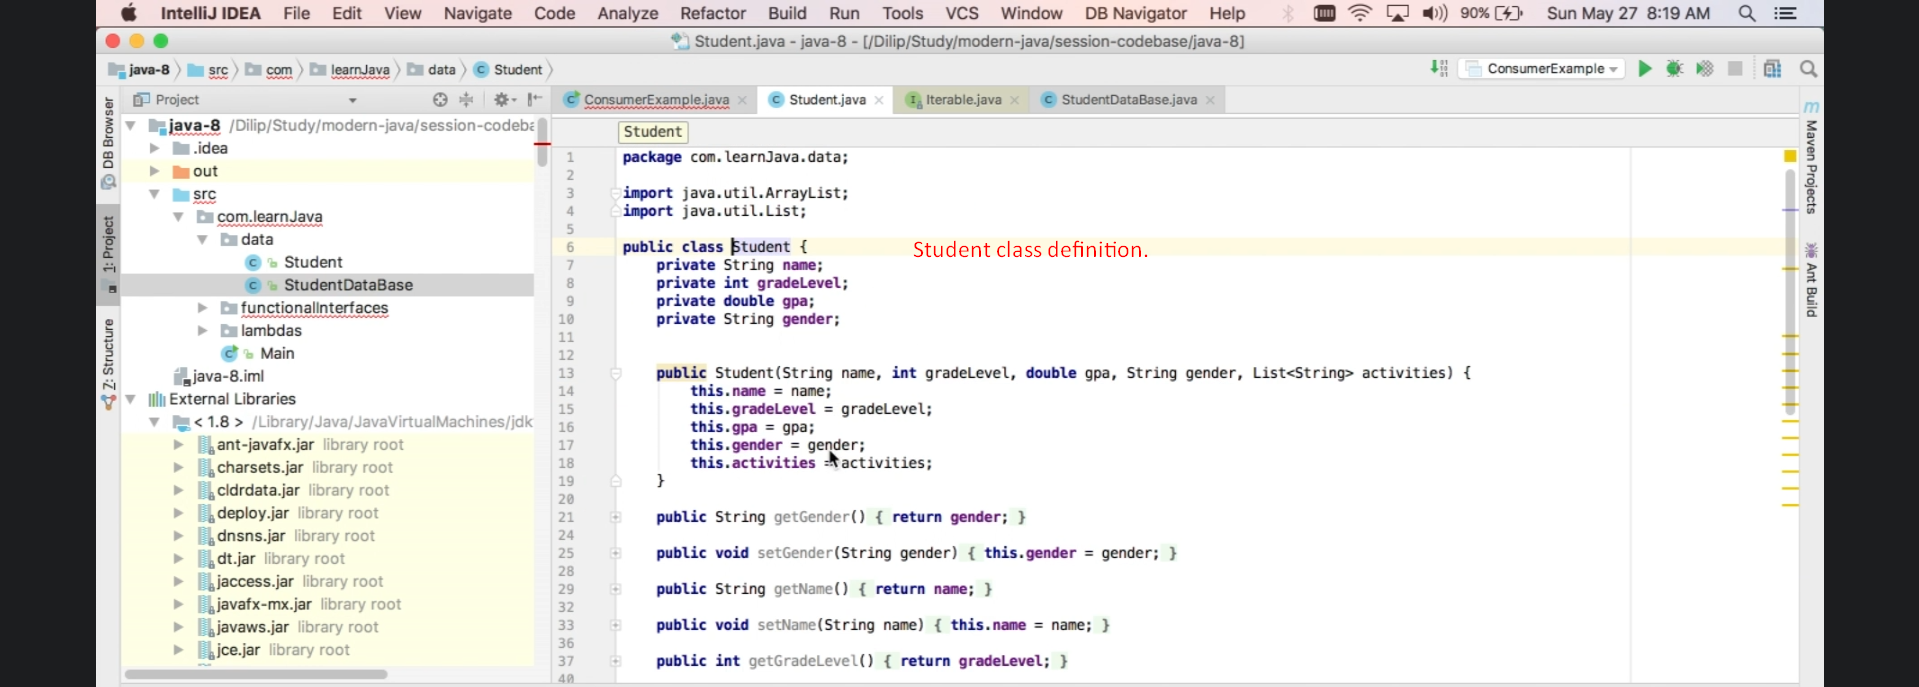 IntelliJ IDEA File Edit View Navigate Code Analyze Refactor Build Run Tools VCS Window DB Navigator Help 90% Sun May 27 8:19 AM
Student.java - java-8 - [/Dilip/Study/modern-java/session-codebase/java-8]
java-8 src com learnJava data Student ConsumerExample
Project ConsumerExample.java Student.java Iterable.java StudentDataBase.java
DB Browser
1: Project
Z: Structure
java-8 /Dilip/Study/modern-java/session-codeba
.idea
out
src
com.learnJava
data
Student
StudentDataBase
functionalInterfaces
lambdas
Main
java-8.iml
External Libraries
< 1.8 > /Library/Java/JavaVirtualMachines/jdk
ant-javafx.jar library root
charsets.jar library root
cldrdata.jar library root
deploy.jar library root
dnsns.jar library root
dt.jar library root
jaccess.jar library root
javafx-mx.jar library root
javaws.jar library root
jce.jar library root
Student
1 package com.learnJava.data;
2
3 import java.util.ArrayList;
4 import java.util.List;
5
6 public class Student {
Student class definition.
7 private String name;
8 private int gradeLevel;
9 private double gpa;
10 private String gender;
11
12
13 public Student(String name, int gradeLevel, double gpa, String gender, List<String> activities) {
14 this.name = name;
15 this.gradeLevel = gradeLevel;
16 this.gpa = gpa;
17 this.gender = gender;
18 this.activities = activities;
19 }
20
21 public String getGender() { return gender; }
24
25 public void setGender(String gender) { this.gender = gender; }
28
29 public String getName() { return name; }
32
33 public void setName(String name) { this.name = name; }
36
37 public int getGradeLevel() { return gradeLevel; }
40
m
Maven Projects
Ant Build